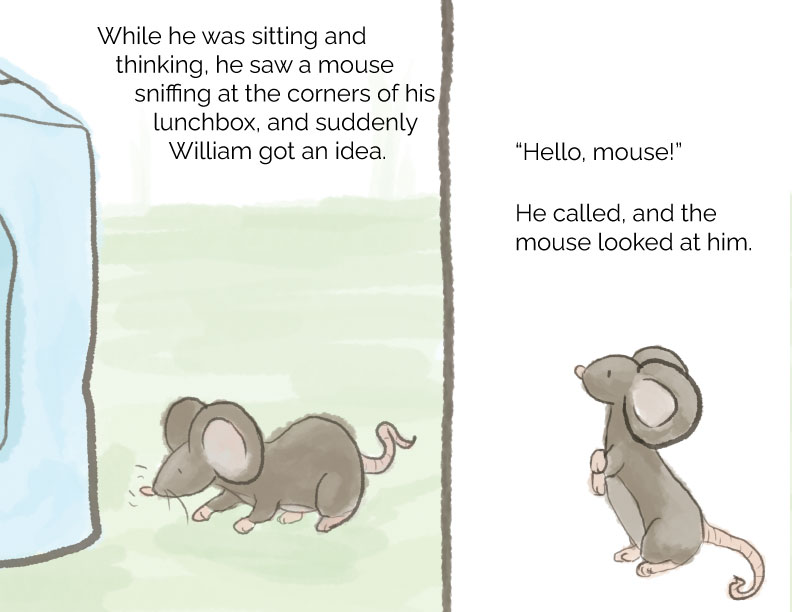 While he was sitting and
thinking, he saw a mouse
sniffing at the corners of his
lunchbox, and suddenly
William got an idea.
“Hello, mouse!”
He called, and the
mouse looked at him.